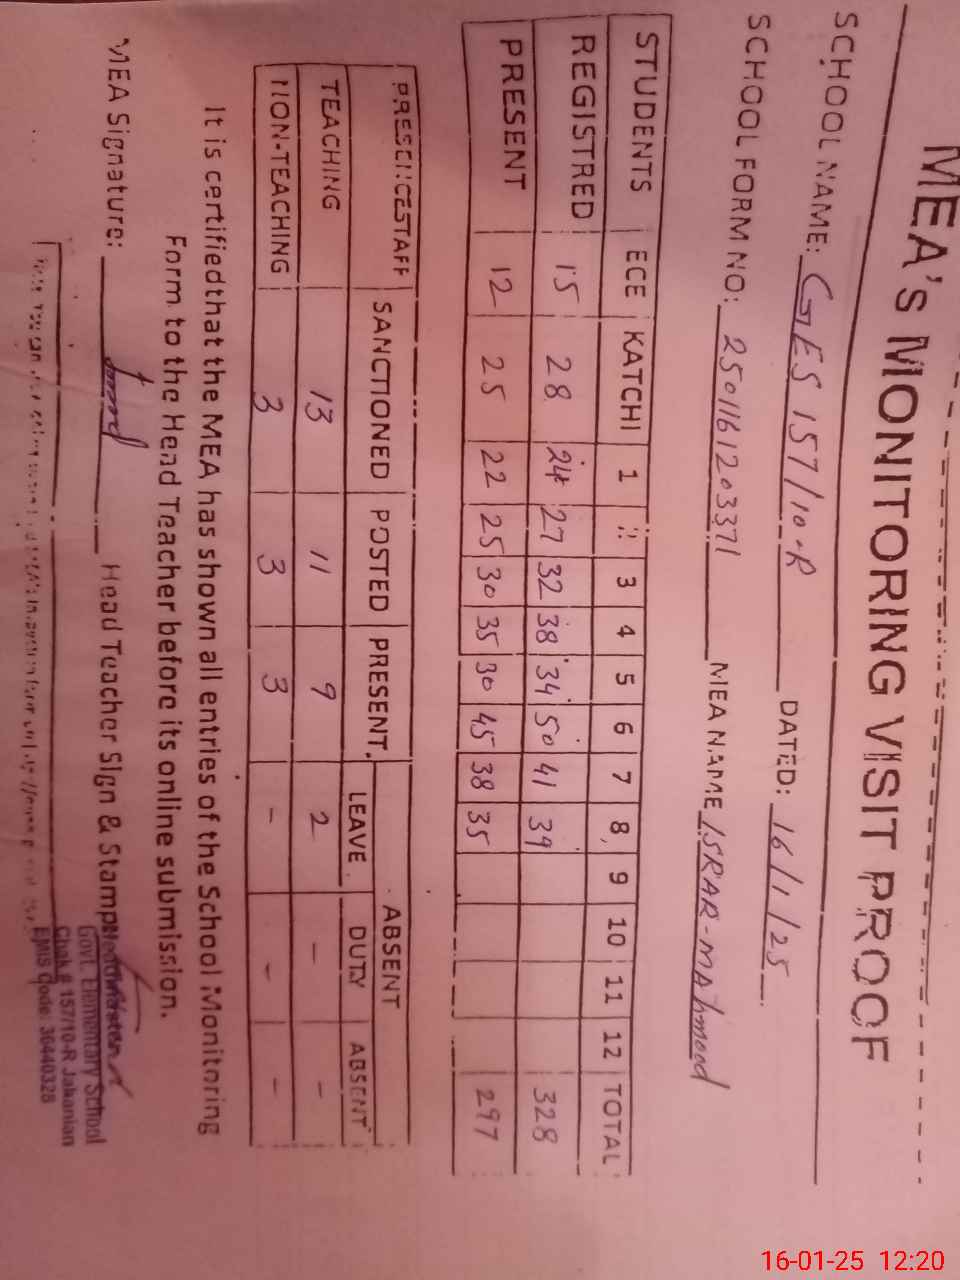 MEA's MONITORING VISIT PROOF
SCHOOL NAME: GES 157/10-R DATED: 16/1/25
SCHOOL FORM NO: 2501161203371 MEA NAME ISRAR-mahmood
STUDENTS ECE KATCHI 1 2 3 4 5 6 7 8 9 10 11 12 TOTAL
REGISTRED 15 28 24 27 32 38 34 50 41 39 328
PRESENT 12 25 22 25 30 35 30 45 38 35 297
PRESENCESTAFF SANCTIONED POSTED PRESENT ABSENT
LEAVE DUTY ABSENT
TEACHING 13 11 9 2 - -
NON-TEACHING 3 3 3 - - -
It is certified that the MEA has shown all entries of the School Monitoring
Form to the Head Teacher before its online submission.
MEA Signature: Head Teacher Sign & Stamp
Govt. Elementary School
Chak # 157/10-R Jahanian
EMIS Code: 36440328
16-01-25 12:20